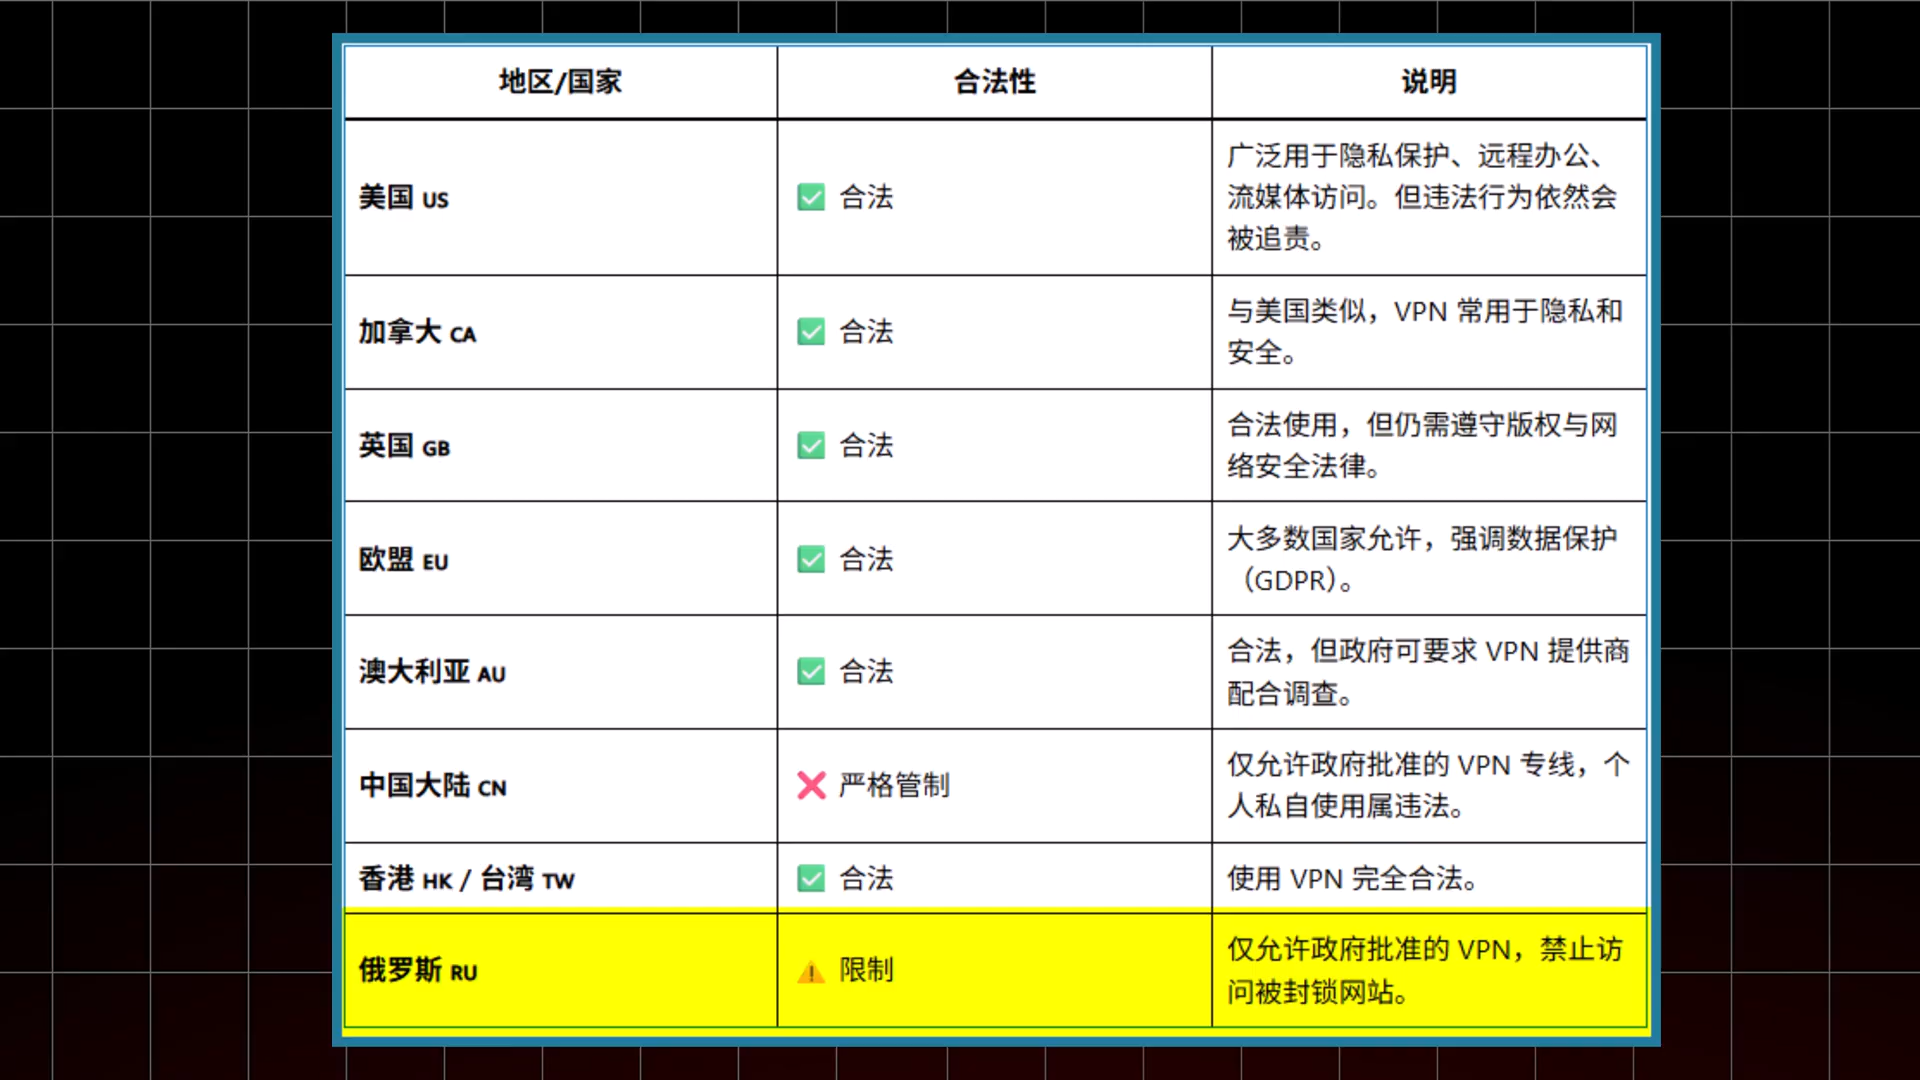 地区/国家 合法性 说明
美国 US ✅ 合法 广泛用于隐私保护、远程办公、
流媒体访问。但违法行为依然会
被追责。
加拿大 CA ✅ 合法 与美国类似，VPN 常用于隐私和
安全。
英国 GB ✅ 合法 合法使用，但仍需遵守版权与网
络安全法律。
欧盟 EU ✅ 合法 大多数国家允许，强调数据保护
（GDPR）。
澳大利亚 AU ✅ 合法 合法，但政府可要求 VPN 提供商
配合调查。
中国大陆 CN ❌ 严格管制 仅允许政府批准的 VPN 专线，个
人私自使用属违法。
香港 HK / 台湾 TW ✅ 合法 使用 VPN 完全合法。
俄罗斯 RU ⚠️ 限制 仅允许政府批准的 VPN，禁止访
问被封锁网站。